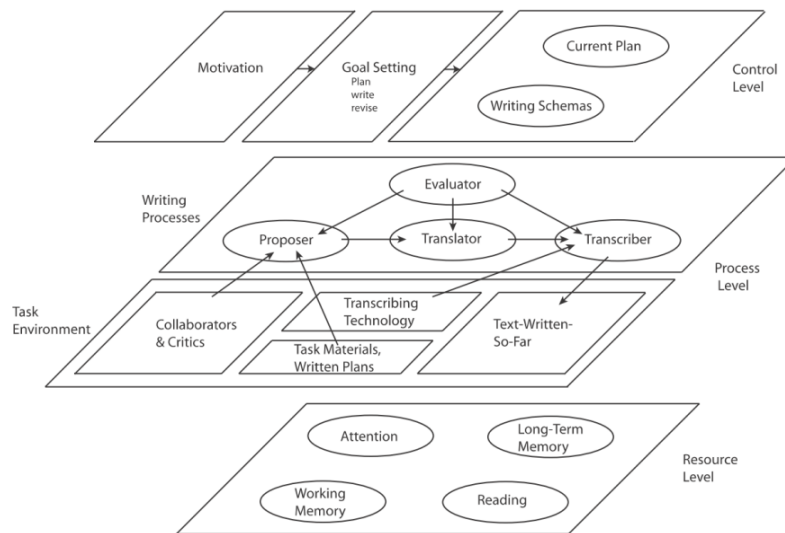 Motivation
Goal Setting
Plan
write
revise
Current Plan
Writing Schemas
Control
Level
Writing
Processes
Evaluator
Proposer
Translator
Transcriber
Process
Level
Task
Environment
Collaborators
& Critics
Transcribing
Technology
Task Materials,
Written Plans
Text-Written-
So-Far
Attention
Long-Term
Memory
Working
Memory
Reading
Resource
Level